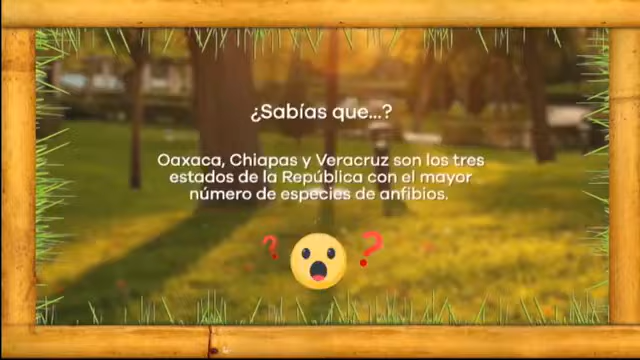 ¿Sabías que...?
Oaxaca, Chiapas y Veracruz son los tres
estados de la República con el mayor
número de especies de anfibios.